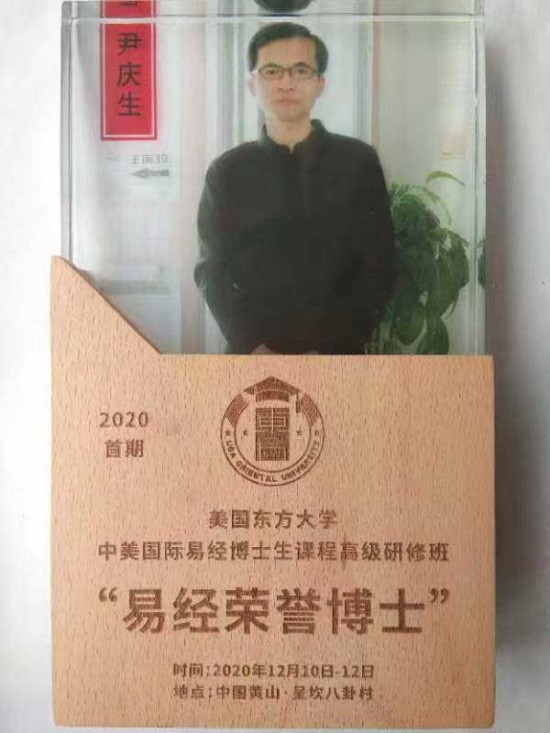 尹庆生
2020
首期
USA ORIENTAL UNIVERSITY
美国东方大学
中美国际易经博士生课程高级研修班
“易经荣誉博士”
时间:2020年12月10日-12日
地点:中国黄山·呈坎八卦村